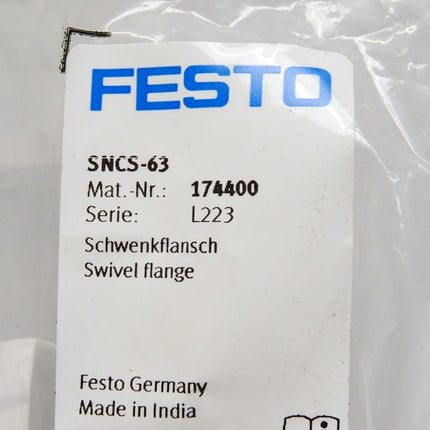 FESTO
SNCS-63
Mat.-Nr.: 174400
Serie: L223
Schwenkflansch
Swivel flange
Festo Germany
Made in India